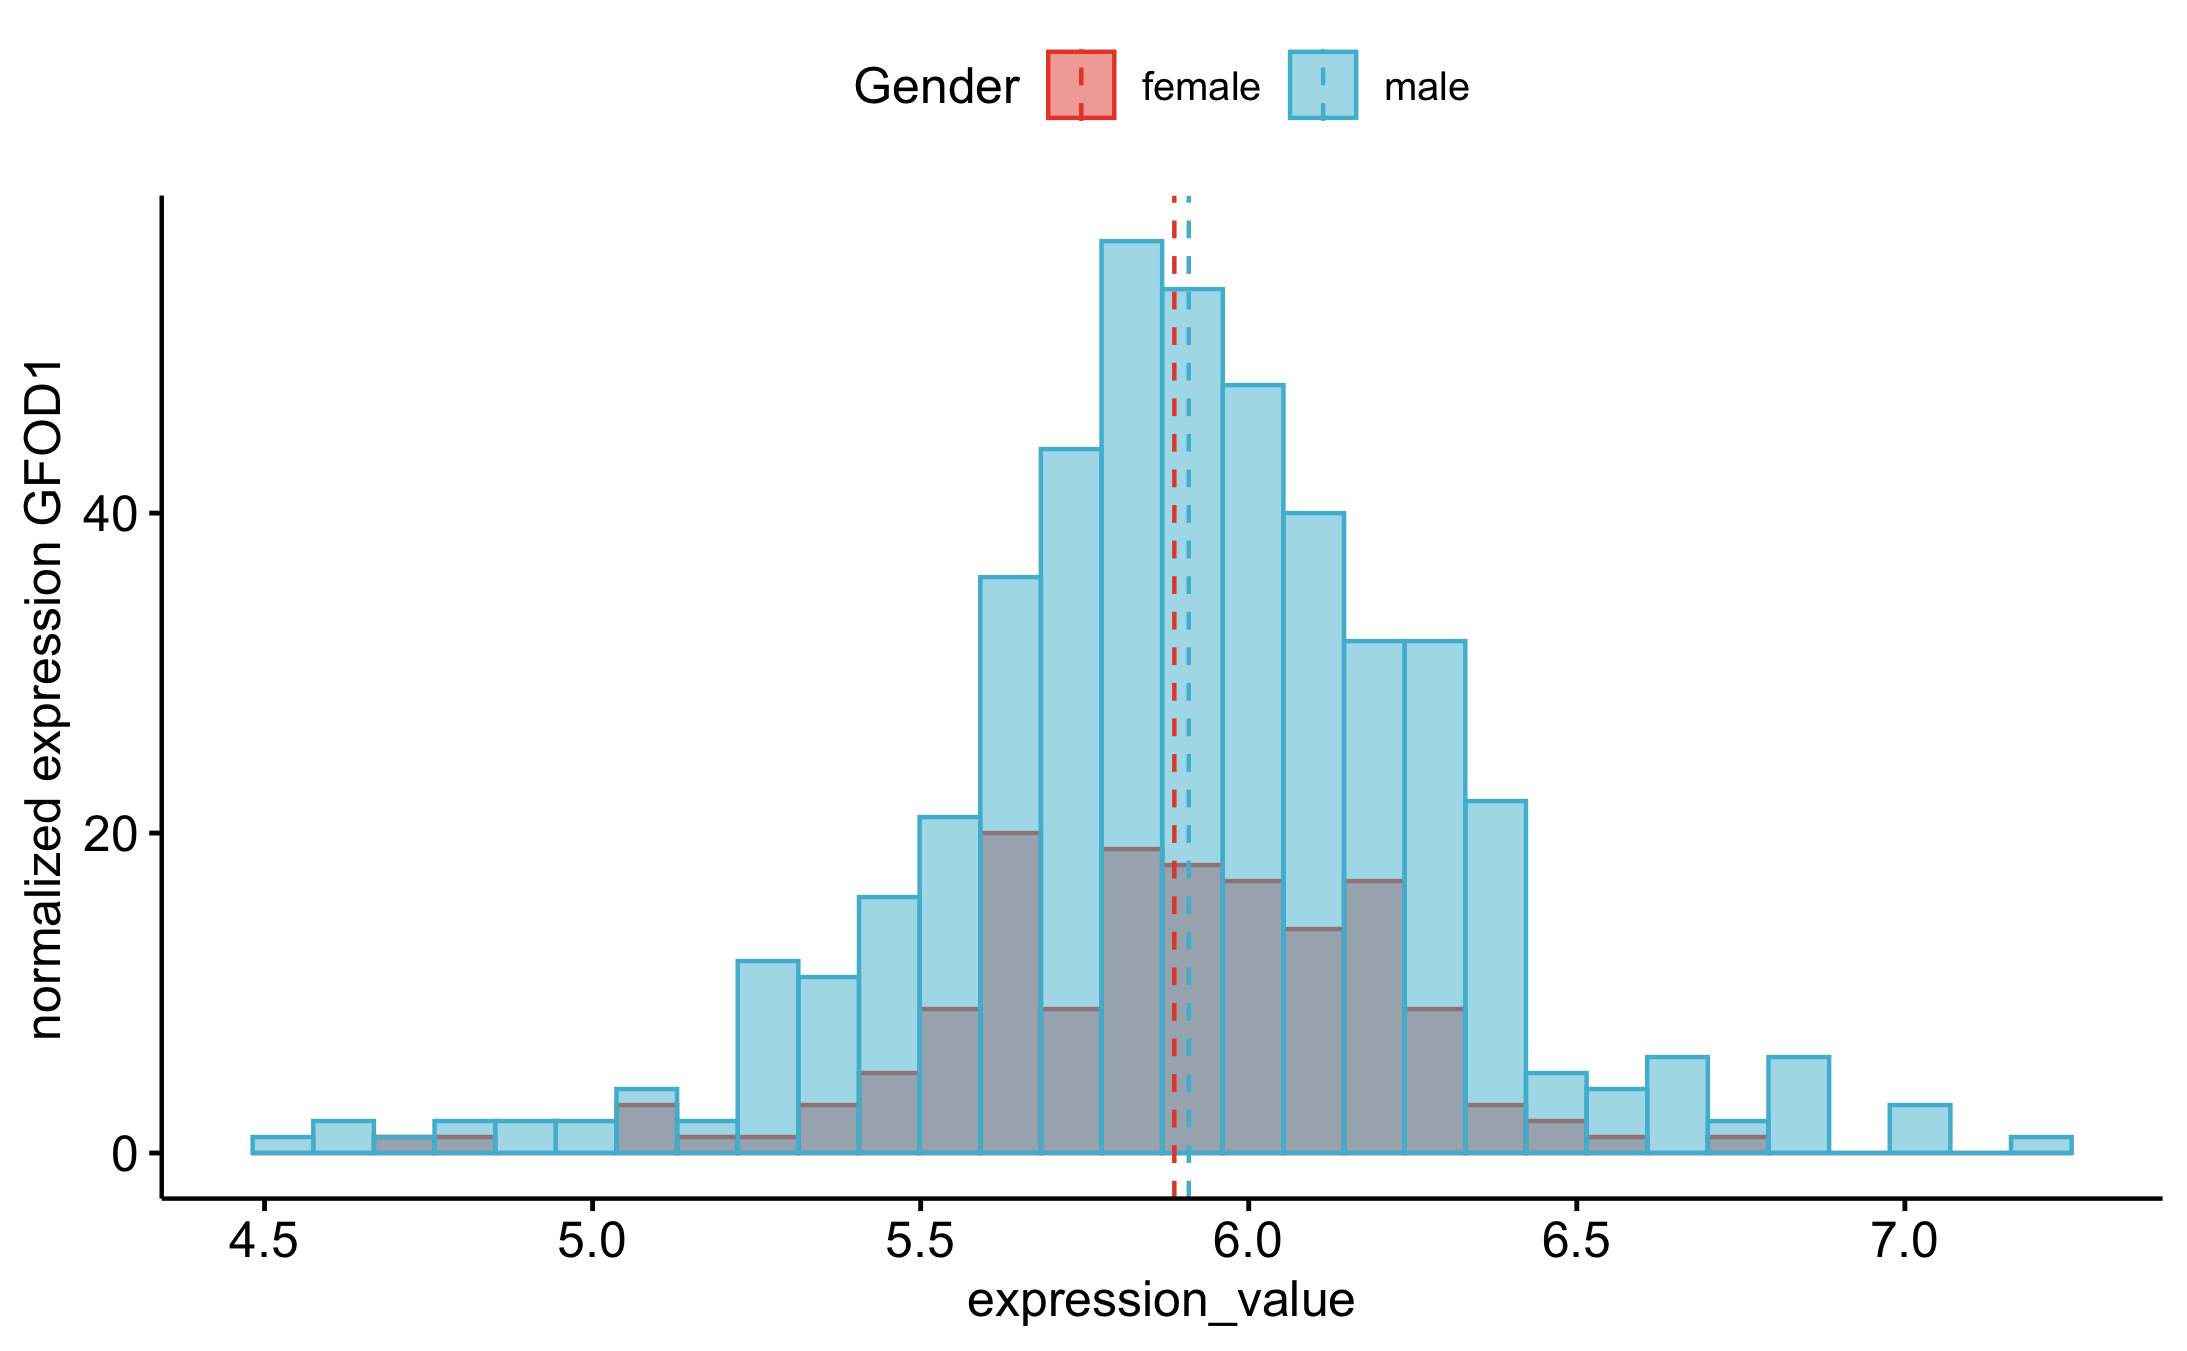 Gender female male
normalized expression GFOD1
40
20
0
4.5 5.0 5.5 6.0 6.5 7.0
expression_value